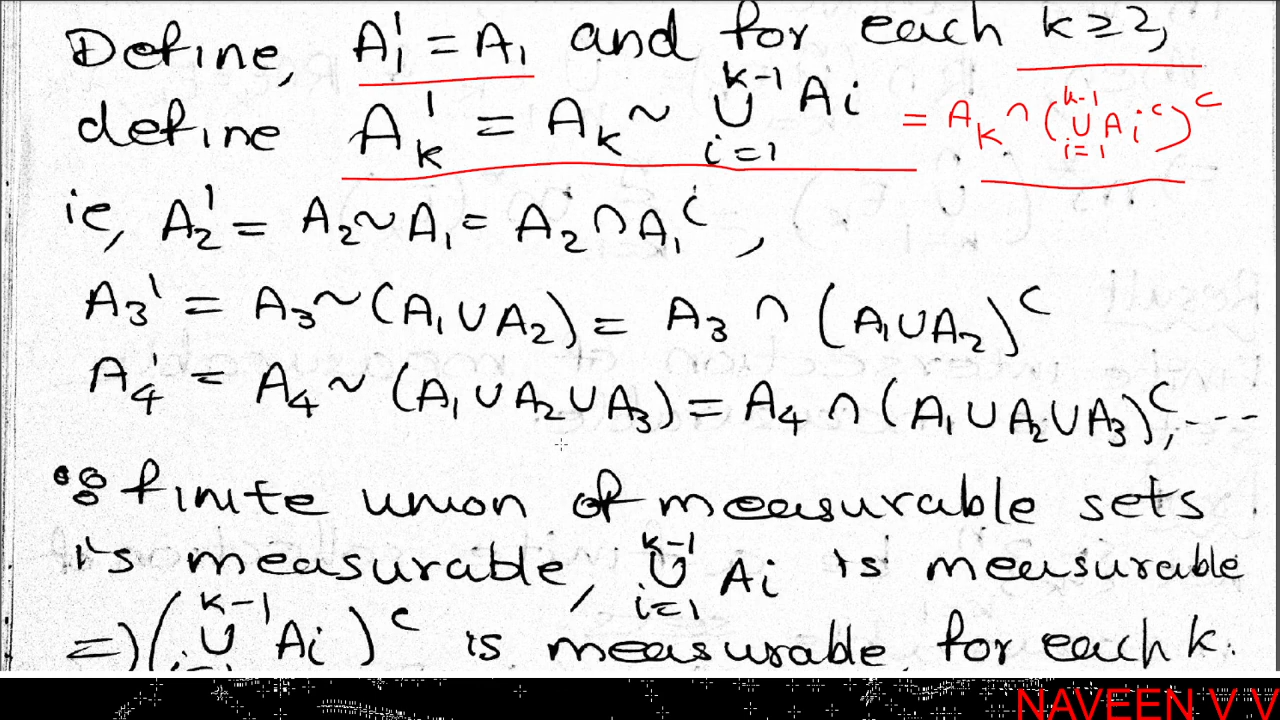 Define, A₁' = A₁ and for each k ≥ 2,
define A'ₖ = Aₖ ~ ∪ᵢ₌₁ᵏ⁻¹ Aᵢ = Aₖ ∩ (∪ᵢ₌₁ᵏ⁻¹ Aᵢᶜ)ᶜ
ie, A₂' = A₂ ~ A₁ = A₂ ∩ A₁ᶜ ,
A₃' = A₃ ~ (A₁ ∪ A₂) = A₃ ∩ (A₁ ∪ A₂)ᶜ
A₄' = A₄ ~ (A₁ ∪ A₂ ∪ A₃) = A₄ ∩ (A₁ ∪ A₂ ∪ A₃)ᶜ, ----
finite union of measurable sets
is measurable, ∪ᵢ₌₁ᵏ⁻¹ Aᵢ is measurable
=> (∪ᵢ₌₁ᵏ⁻¹ Aᵢ)ᶜ is measurable for each k.
NAVEEN V V